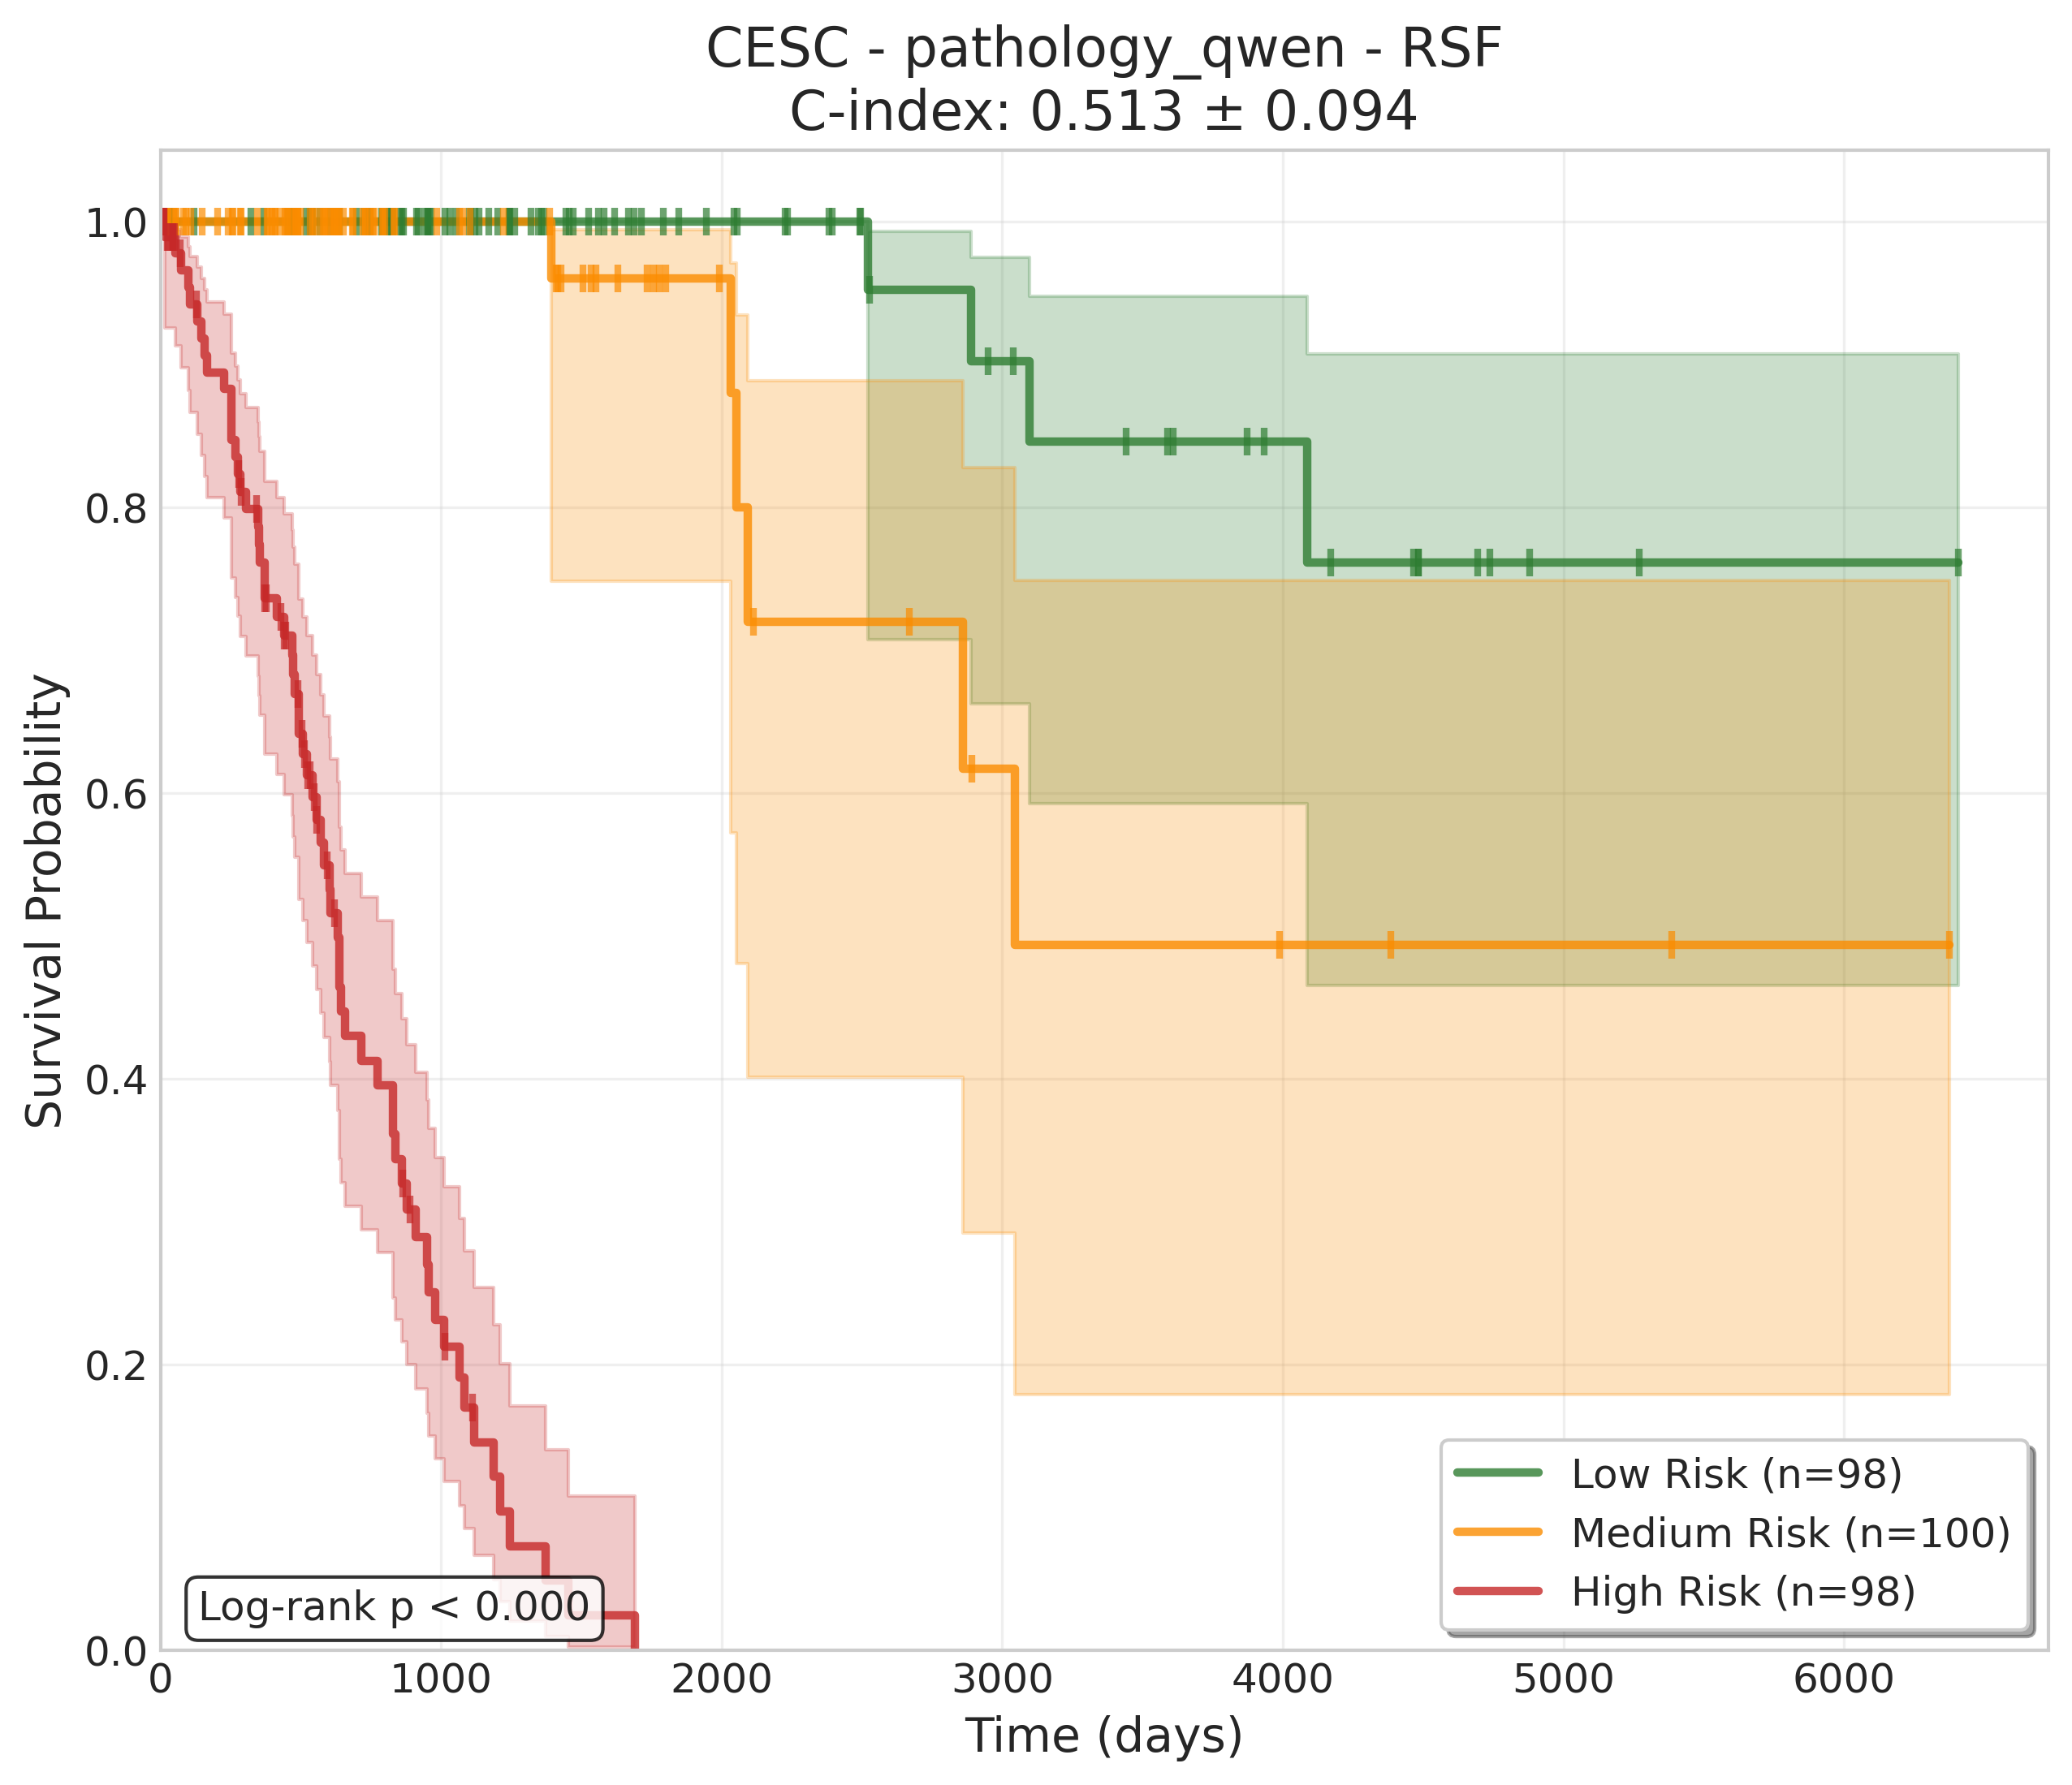 CESC - pathology_qwen - RSF
C-index: 0.513 ± 0.094
Survival Probability
1.0
0.8
0.6
0.4
0.2
0.0
Log-rank p < 0.000
Low Risk (n=98)
Medium Risk (n=100)
High Risk (n=98)
0 1000 2000 3000 4000 5000 6000
Time (days)